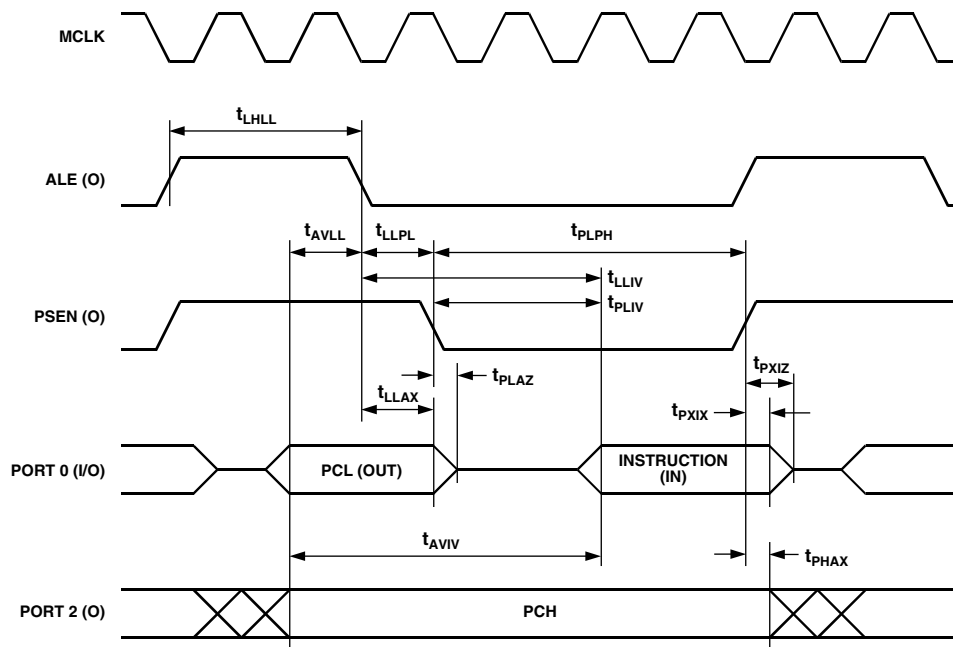 MCLK
tLHLL
ALE (O)
tAVLL
tLLPL
tPLPH
tLLIV
tPLIV
PSEN (O)
tPLAZ
tPXIZ
tLLAX
tPXIX
PORT 0 (I/O)
PCL (OUT)
INSTRUCTION
(IN)
tAVIV
tPHAX
PORT 2 (O)
PCH